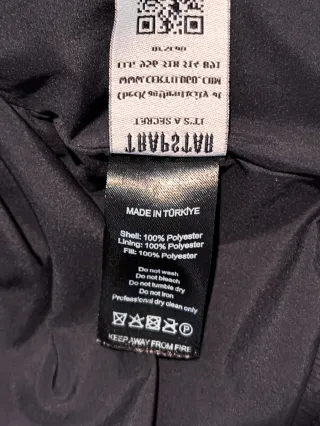 TRAPSTAR
IT'S A SECRET
Check authenticity at
WWW.CERTILOGO.COM
MADE IN TÜRKİYE
Shell: 100% Polyester
Lining: 100% Polyester
Fill: 100% Polyester
Do not wash
Do not bleach
Do not tumble dry
Do not iron
Professional dry clean only
P
KEEP AWAY FROM FIRE